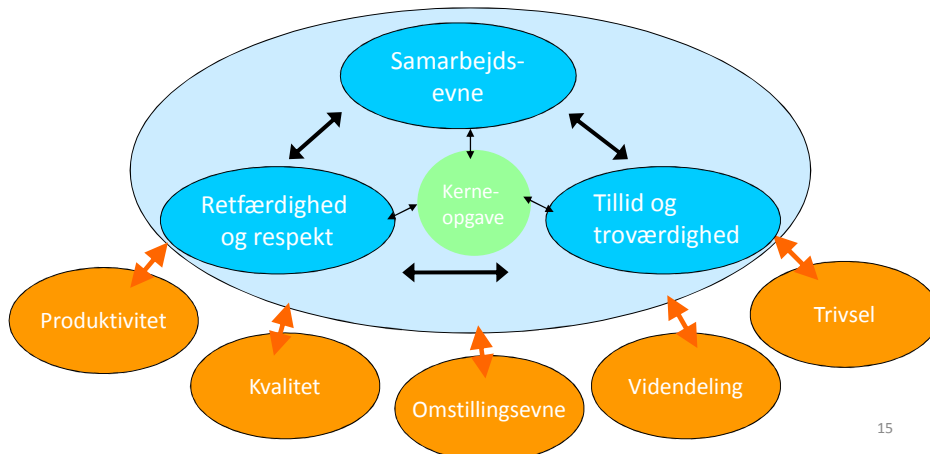 Samarbejds-
evne
Kerne-
opgave
Retfærdighed
og respekt
Tillid og
troværdighed
Produktivitet
Kvalitet
Omstillingsevne
Videndeling
Trivsel
15